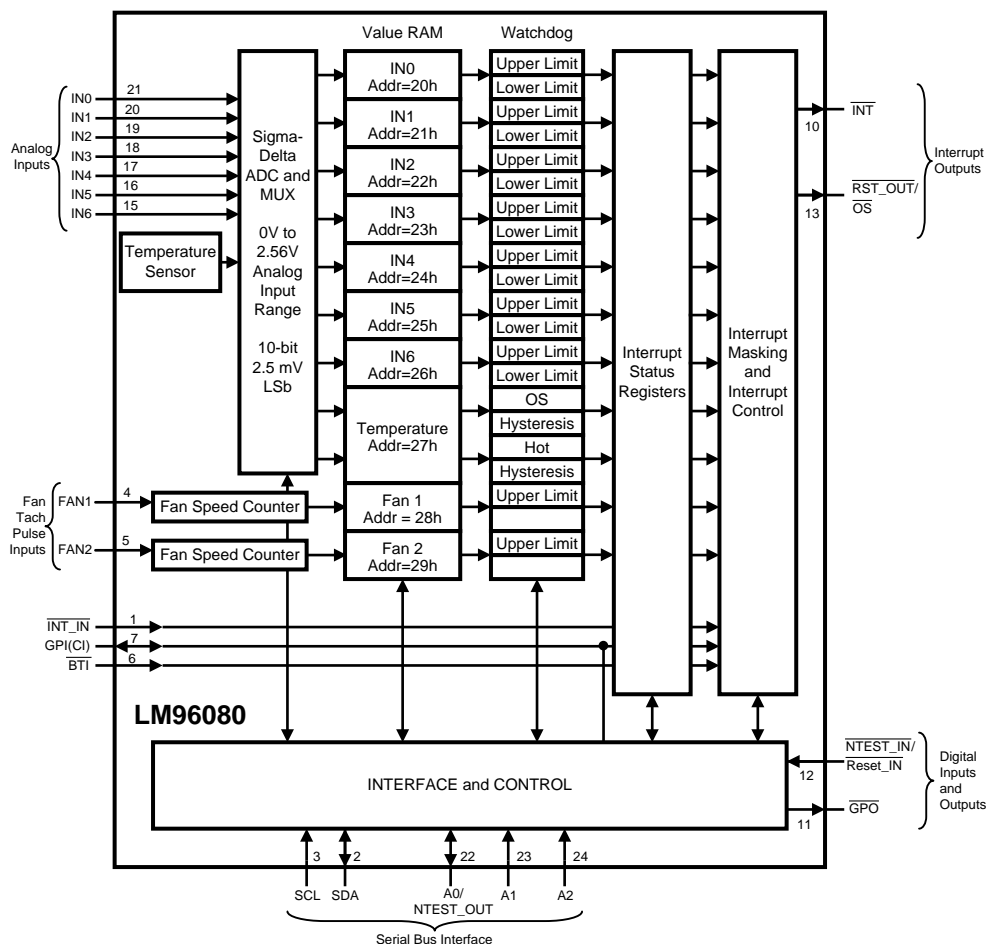 Value RAM
Watchdog
Analog
Inputs
IN0
21
IN1
20
IN2
19
IN3
18
IN4
17
IN5
16
IN6
15
Temperature
Sensor
Sigma-
Delta
ADC and
MUX
0V to
2.56V
Analog
Input
Range
10-bit
2.5 mV
LSb
IN0
Addr=20h
IN1
Addr=21h
IN2
Addr=22h
IN3
Addr=23h
IN4
Addr=24h
IN5
Addr=25h
IN6
Addr=26h
Temperature
Addr=27h
Fan 1
Addr = 28h
Fan 2
Addr=29h
Upper Limit
Lower Limit
Upper Limit
Lower Limit
Upper Limit
Lower Limit
Upper Limit
Lower Limit
Upper Limit
Lower Limit
Upper Limit
Lower Limit
Upper Limit
Lower Limit
OS
Hysteresis
Hot
Hysteresis
Upper Limit
Upper Limit
Interrupt
Status
Registers
Interrupt
Masking
and
Interrupt
Control
INT
10
RST_OUT/
OS
13
Interrupt
Outputs
Fan
Tach
Pulse
Inputs
FAN1
4
Fan Speed Counter
FAN2
5
Fan Speed Counter
INT_IN
1
GPI(CI)
7
BTI
6
LM96080
INTERFACE and CONTROL
NTEST_IN/
Reset_IN
12
GPO
11
Digital
Inputs
and
Outputs
3
2
22
23
24
SCL
SDA
A0/
NTEST_OUT
A1
A2
Serial Bus Interface